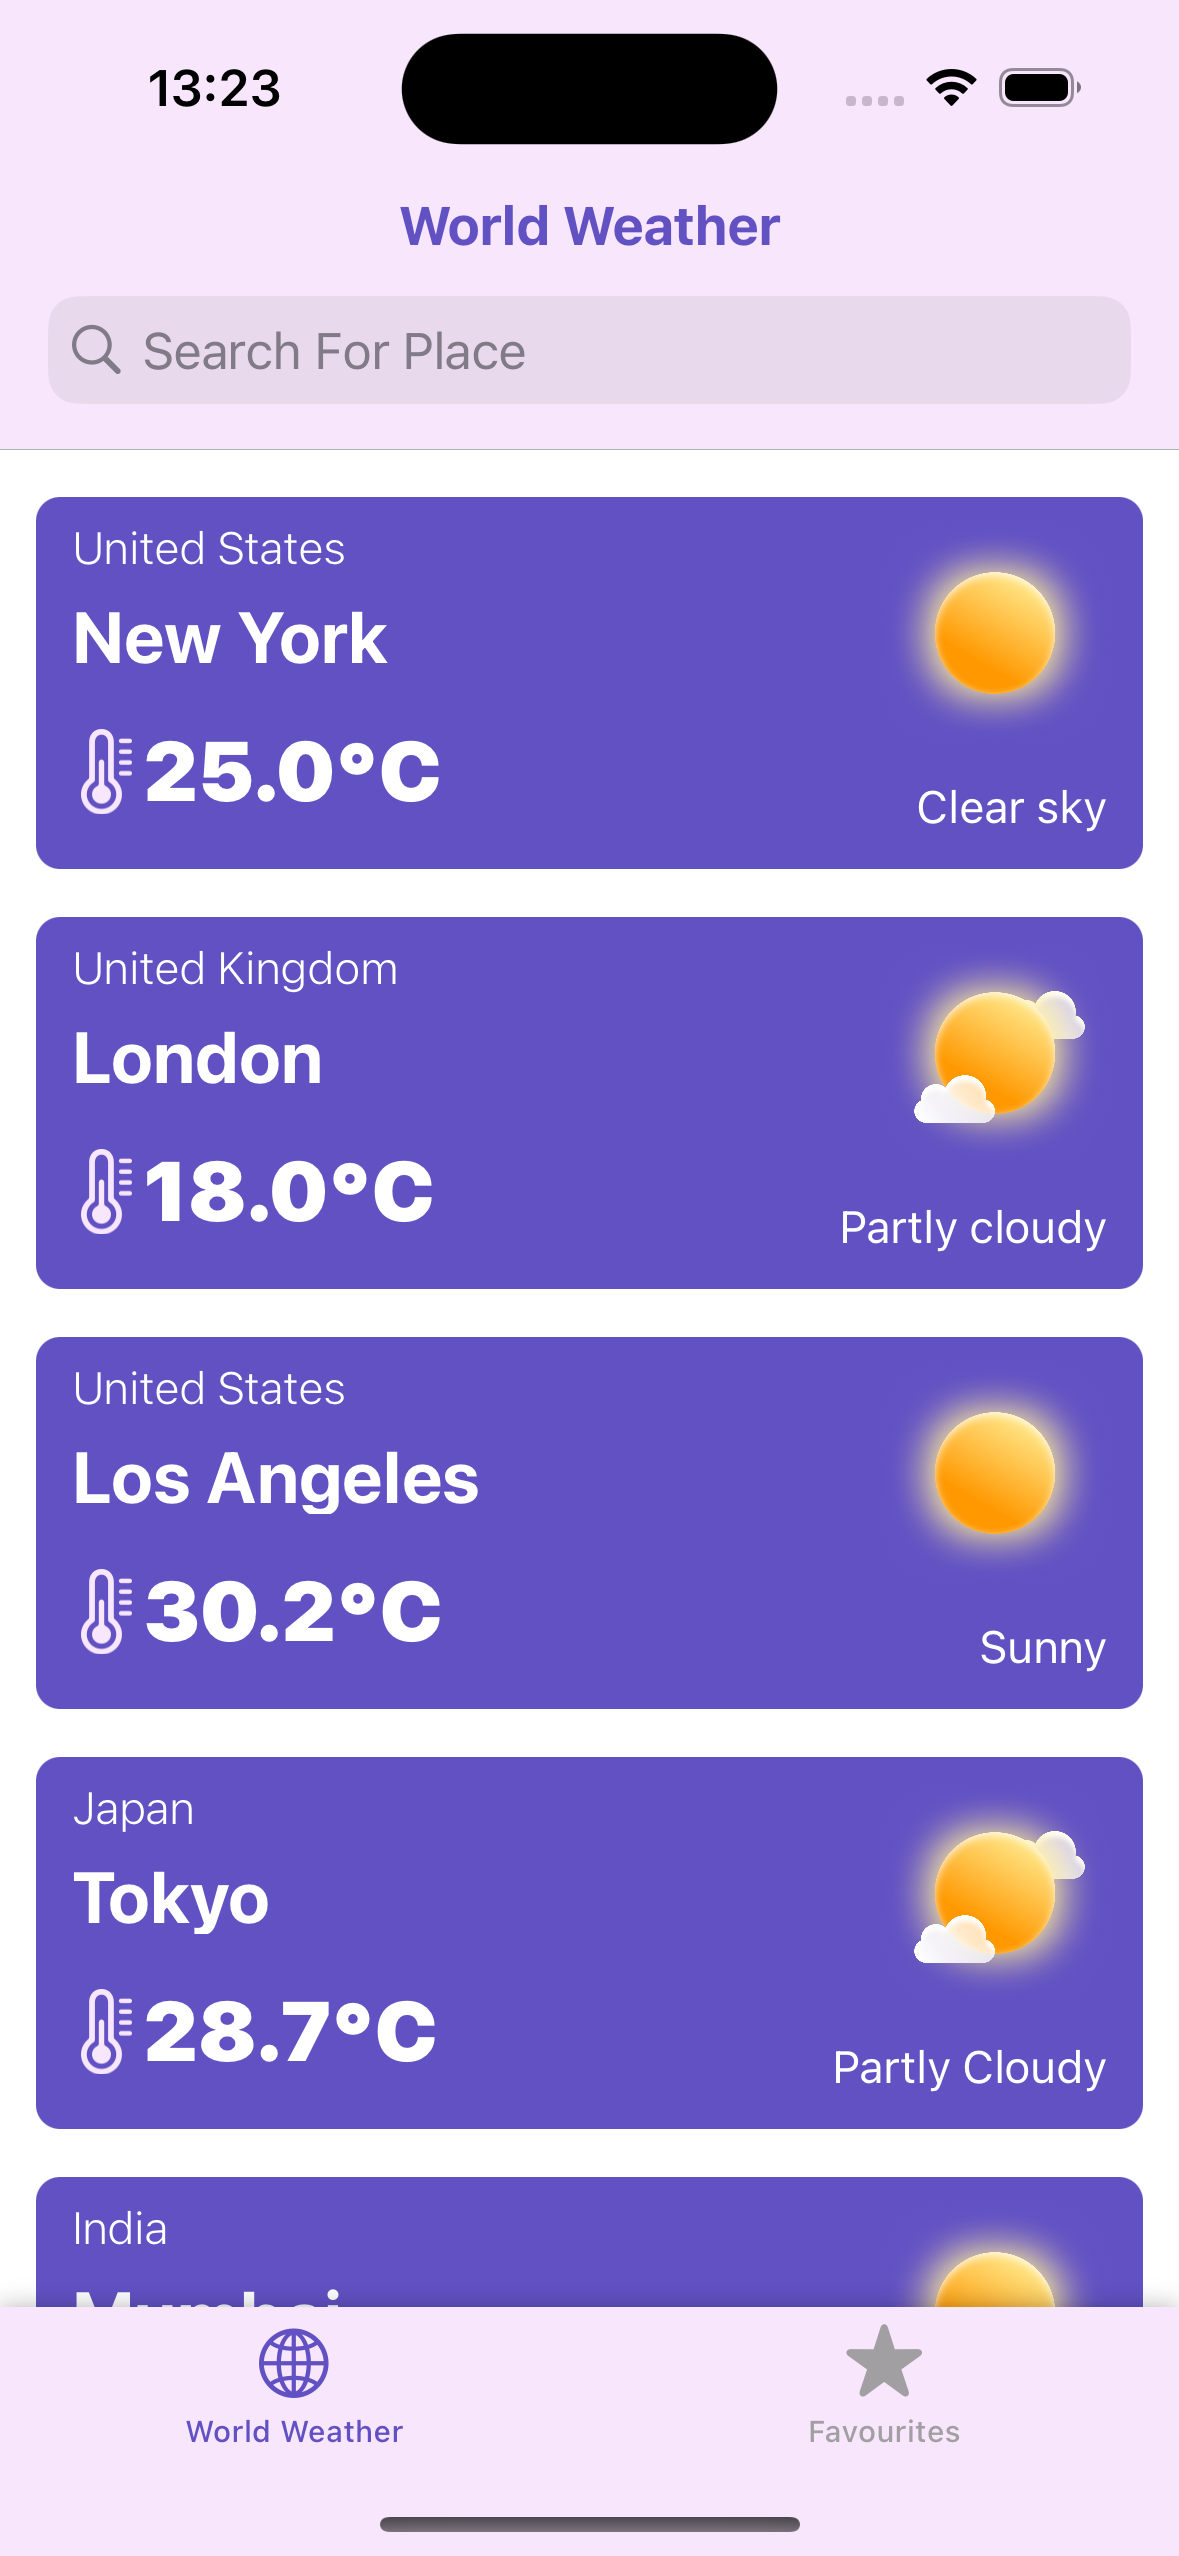 13:23
World Weather
Search For Place
United States
New York
25.0°C
Clear sky
United Kingdom
London
18.0°C
Partly cloudy
United States
Los Angeles
30.2°C
Sunny
Japan
Tokyo
28.7°C
Partly Cloudy
India
Mumbai
World Weather
Favourites